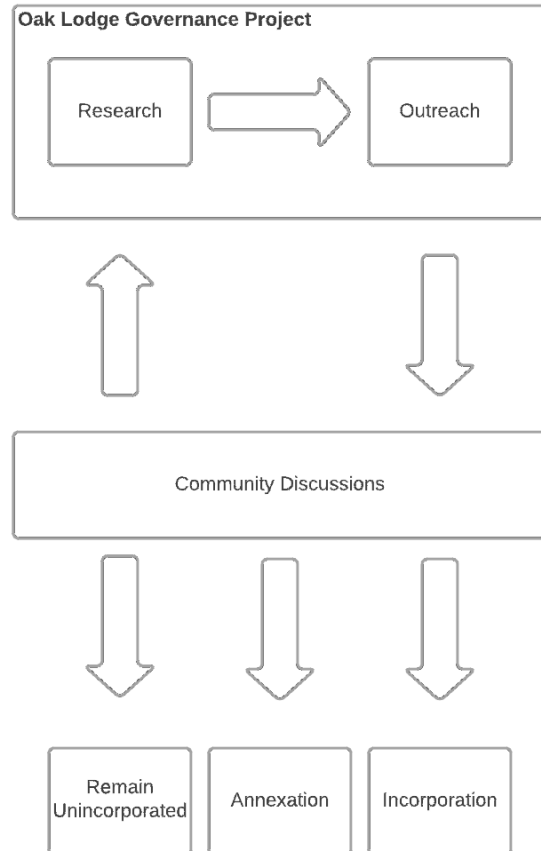 Oak Lodge Governance Project
Research
Outreach
Community Discussions
Remain
Unincorporated
Annexation
Incorporation